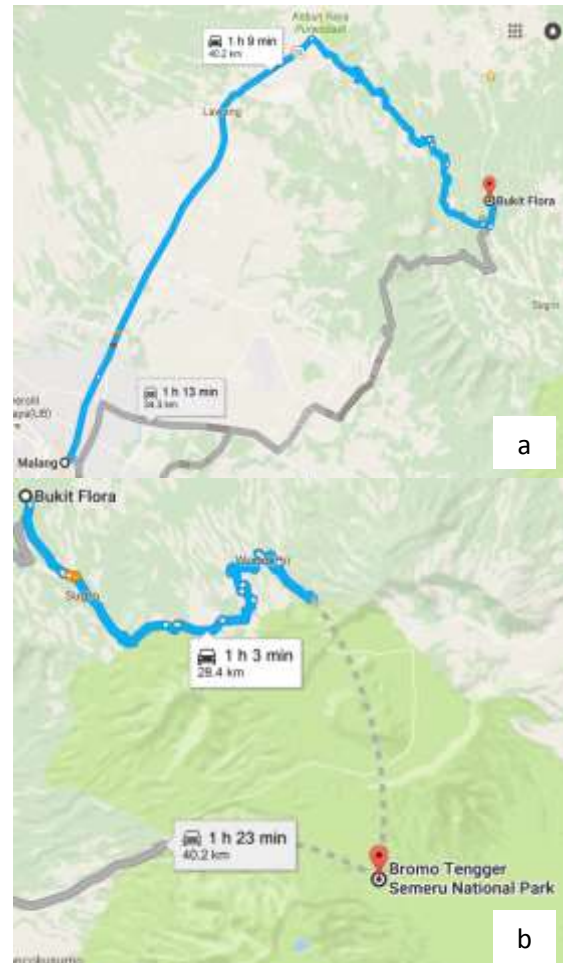 1 h 9 min
40.2 km
Lawang
Bukit Flora
1 h 13 min
Malang
a
Bukit Flora
1 h 3 min
28.4 km
1 h 23 min
40.2 km
Bromo Tengger
Semeru National Park
b